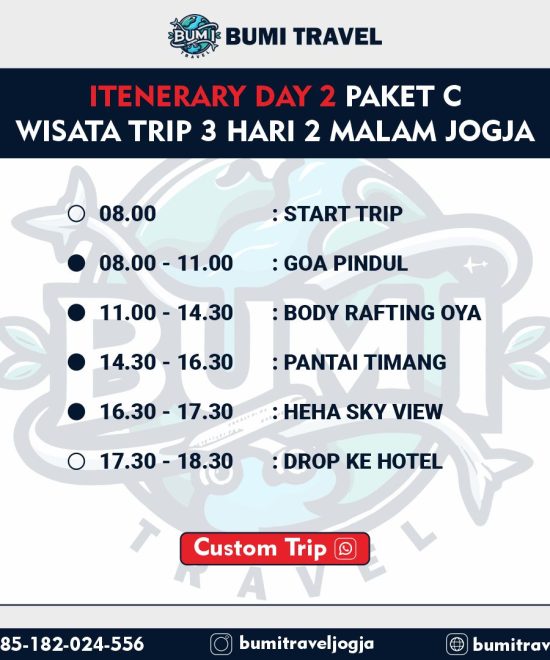 BUMI TRAVEL
BUMI TRAVEL
ITENERARY DAY 2 PAKET C
WISATA TRIP 3 HARI 2 MALAM JOGJA
08.00 : START TRIP
08.00 - 11.00 : GOA PINDUL
11.00 - 14.30 : BODY RAFTING OYA
14.30 - 16.30 : PANTAI TIMANG
16.30 - 17.30 : HEHA SKY VIEW
17.30 - 18.30 : DROP KE HOTEL
BUMI
TRAVEL
Custom Trip
85-182-024-556 bumitraveljogja bumitrav